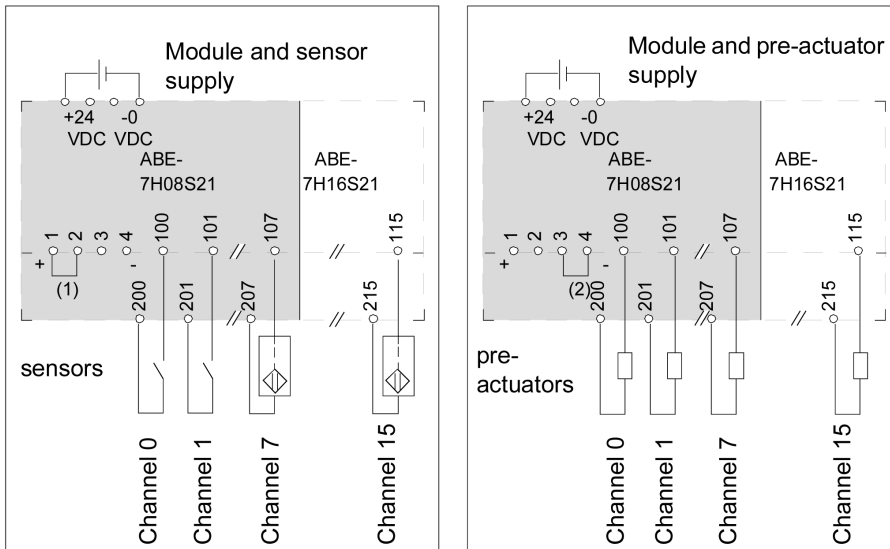 Module and sensor
supply
+24 -0
VDC VDC
ABE-
7H08S21
ABE-
7H16S21
1 2 3 4 100 101 // 107 // 115
+ -
(1)
200 201 // 207 // 215
sensors
Channel 0
Channel 1
Channel 7
Channel 15
Module and pre-actuator
supply
+24 -0
VDC VDC
ABE-
7H08S21
ABE-
7H16S21
1 2 3 4 100 101 // 107 // 115
+ -
(2)
200 201 // 207 // 215
pre-
actuators
Channel 0
Channel 1
Channel 7
Channel 15